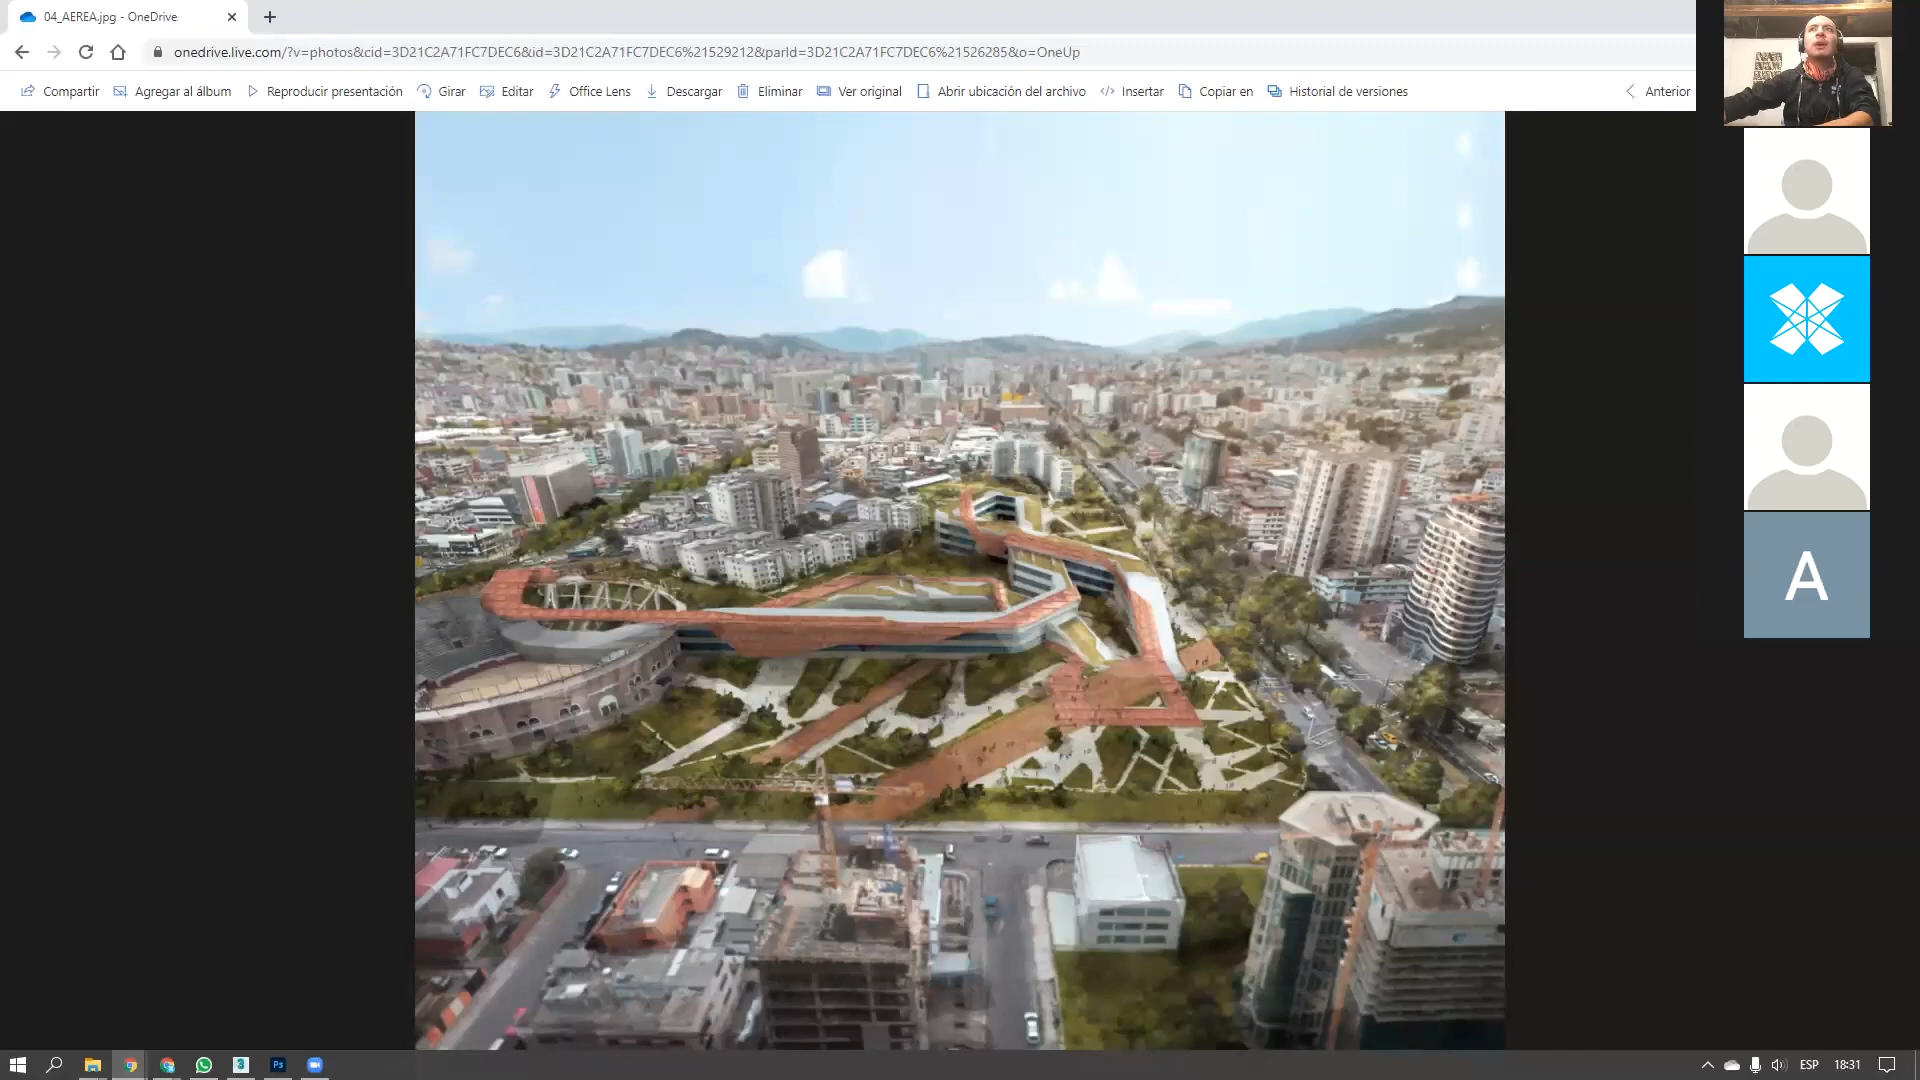 04_AEREA.jpg - OneDrive
onedrive.live.com/?v=photos&cid=3D21C2A71FC7DEC6&id=3D21C2A71FC7DEC6%21529212&parId=3D21C2A71FC7DEC6%21526285&o=OneUp
Compartir Agregar al álbum Reproducir presentación Girar Editar Office Lens Descargar Eliminar Ver original Abrir ubicación del archivo Insertar Copiar en Historial de versiones Anterior
A
3 Ps ESP 18:31